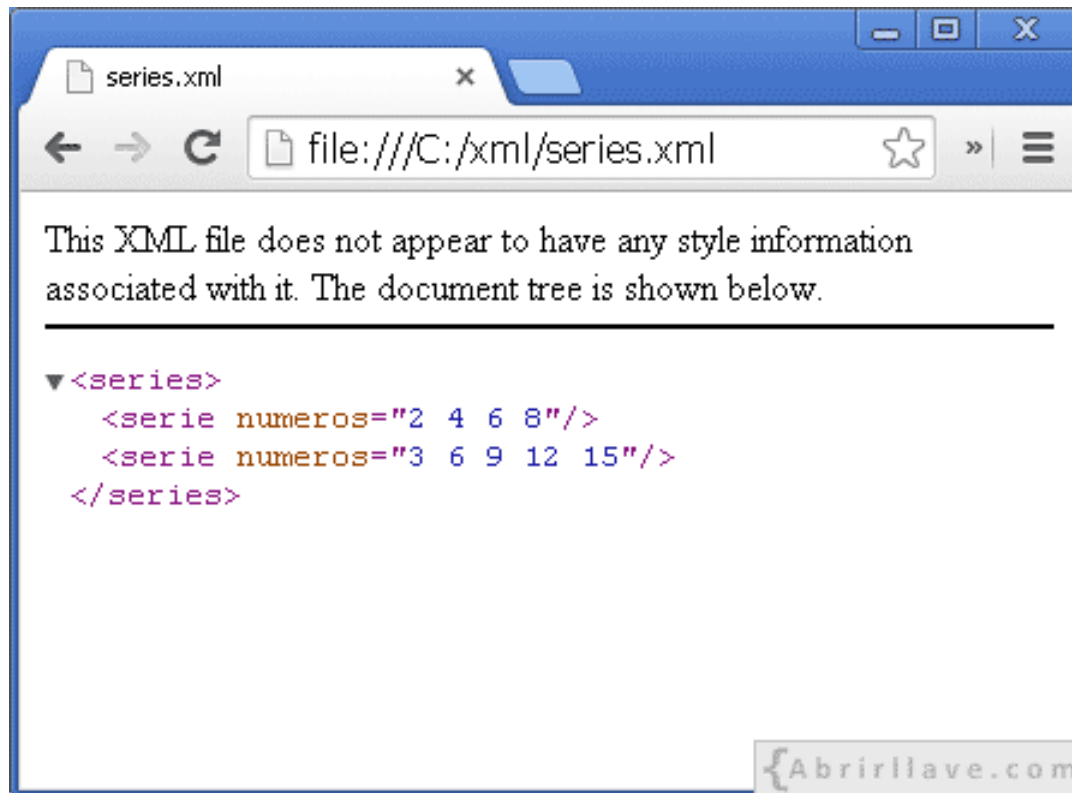 series.xml
file:///C:/xml/series.xml
This XML file does not appear to have any style information
associated with it. The document tree is shown below.
<series>
<serie numeros="2 4 6 8"/>
<serie numeros="3 6 9 12 15"/>
</series>
{Abrirllave.com